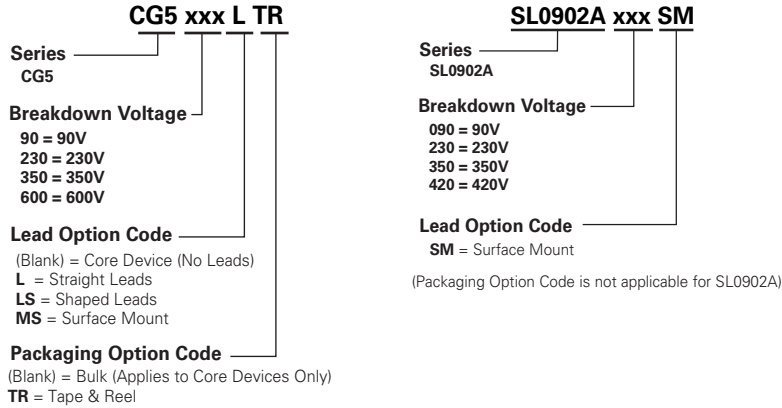 CG5 xxx L TR
Series
CG5
Breakdown Voltage
90 = 90V
230 = 230V
350 = 350V
600 = 600V
Lead Option Code
(Blank) = Core Device (No Leads)
L = Straight Leads
LS = Shaped Leads
MS = Surface Mount
Packaging Option Code
(Blank) = Bulk (Applies to Core Devices Only)
TR = Tape & Reel
SL0902A xxx SM
Series
SL0902A
Breakdown Voltage
090 = 90V
230 = 230V
350 = 350V
420 = 420V
Lead Option Code
SM = Surface Mount
(Packaging Option Code is not applicable for SL0902A)